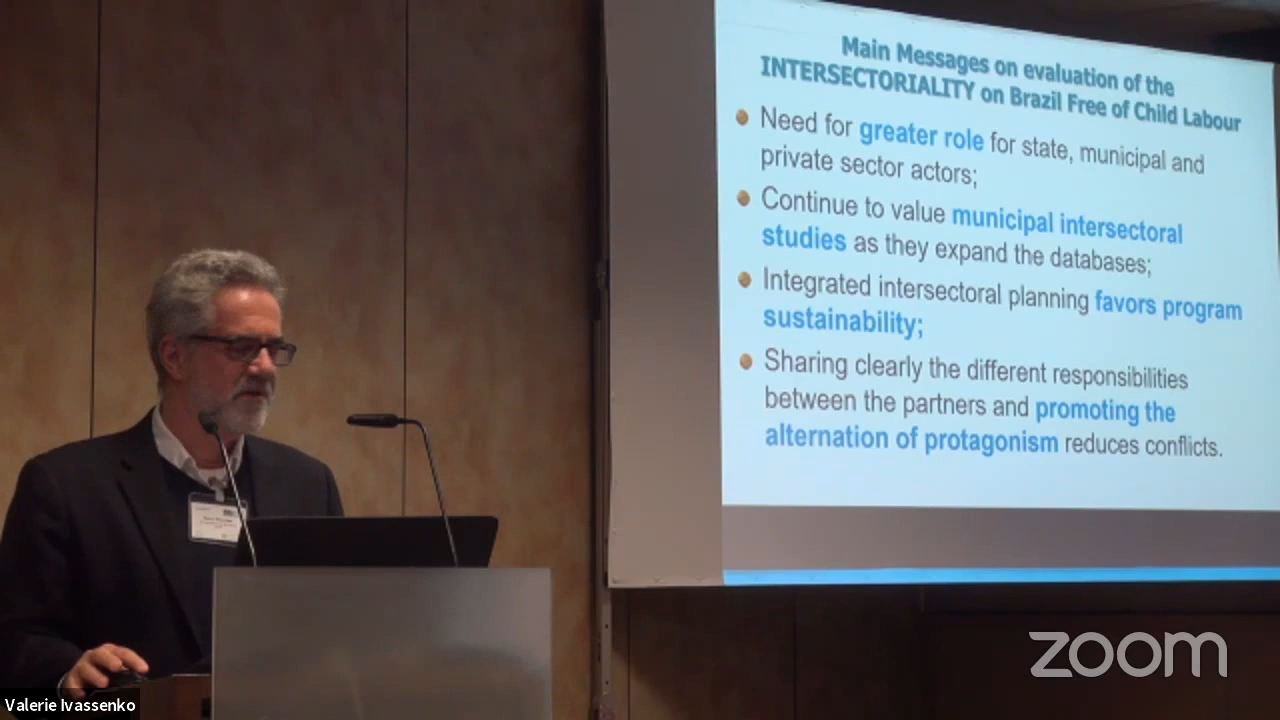 Main Messages on evaluation of the
INTERSECTORIALITY on Brazil Free of Child Labour
Need for greater role for state, municipal and
private sector actors;
Continue to value municipal intersectoral
studies as they expand the databases;
Integrated intersectoral planning favors program
sustainability;
Sharing clearly the different responsibilities
between the partners and promoting the
alternation of protagonism reduces conflicts.
zoom
Valerie Ivassenko